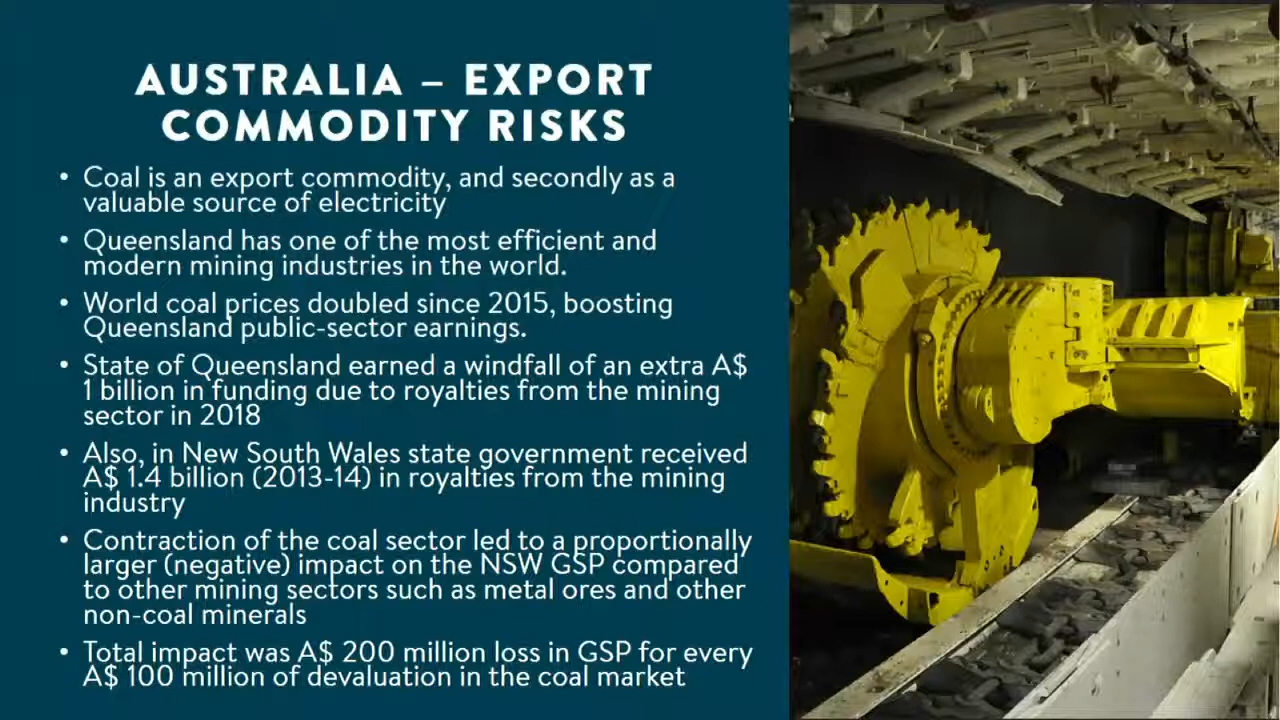 AUSTRALIA – EXPORT
COMMODITY RISKS
• Coal is an export commodity, and secondly as a
valuable source of electricity
• Queensland has one of the most efficient and
modern mining industries in the world.
• World coal prices doubled since 2015, boosting
Queensland public-sector earnings.
• State of Queensland earned a windfall of an extra A$
1 billion in funding due to royalties from the mining
sector in 2018
• Also, in New South Wales state government received
A$ 1.4 billion (2013-14) in royalties from the mining
industry
• Contraction of the coal sector led to a proportionally
larger (negative) impact on the NSW GSP compared
to other mining sectors such as metal ores and other
non-coal minerals
• Total impact was A$ 200 million loss in GSP for every
A$ 100 million of devaluation in the coal market